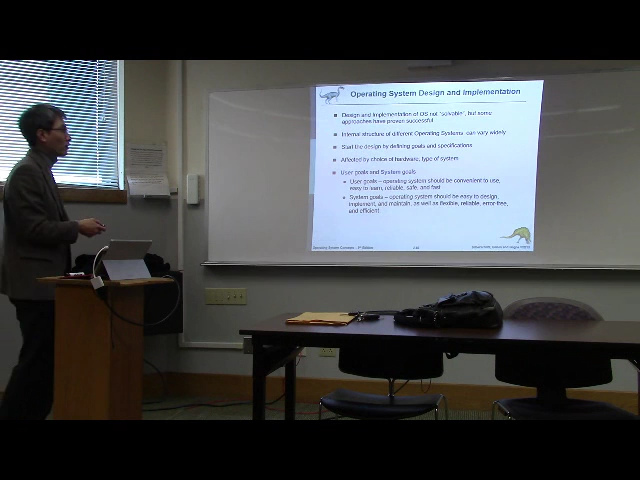 Operating System Design and Implementation
Design and Implementation of OS not "solvable", but some
approaches have proven successful
Internal structure of different Operating Systems can vary widely
Start the design by defining goals and specifications
Affected by choice of hardware, type of system
User goals and System goals
User goals – operating system should be convenient to use,
easy to learn, reliable, safe, and fast
System goals – operating system should be easy to design,
implement, and maintain, as well as flexible, reliable, error-free,
and efficient
Operating System Concepts – 9th Edition
Silberschatz, Galvin and Gagne ©2013